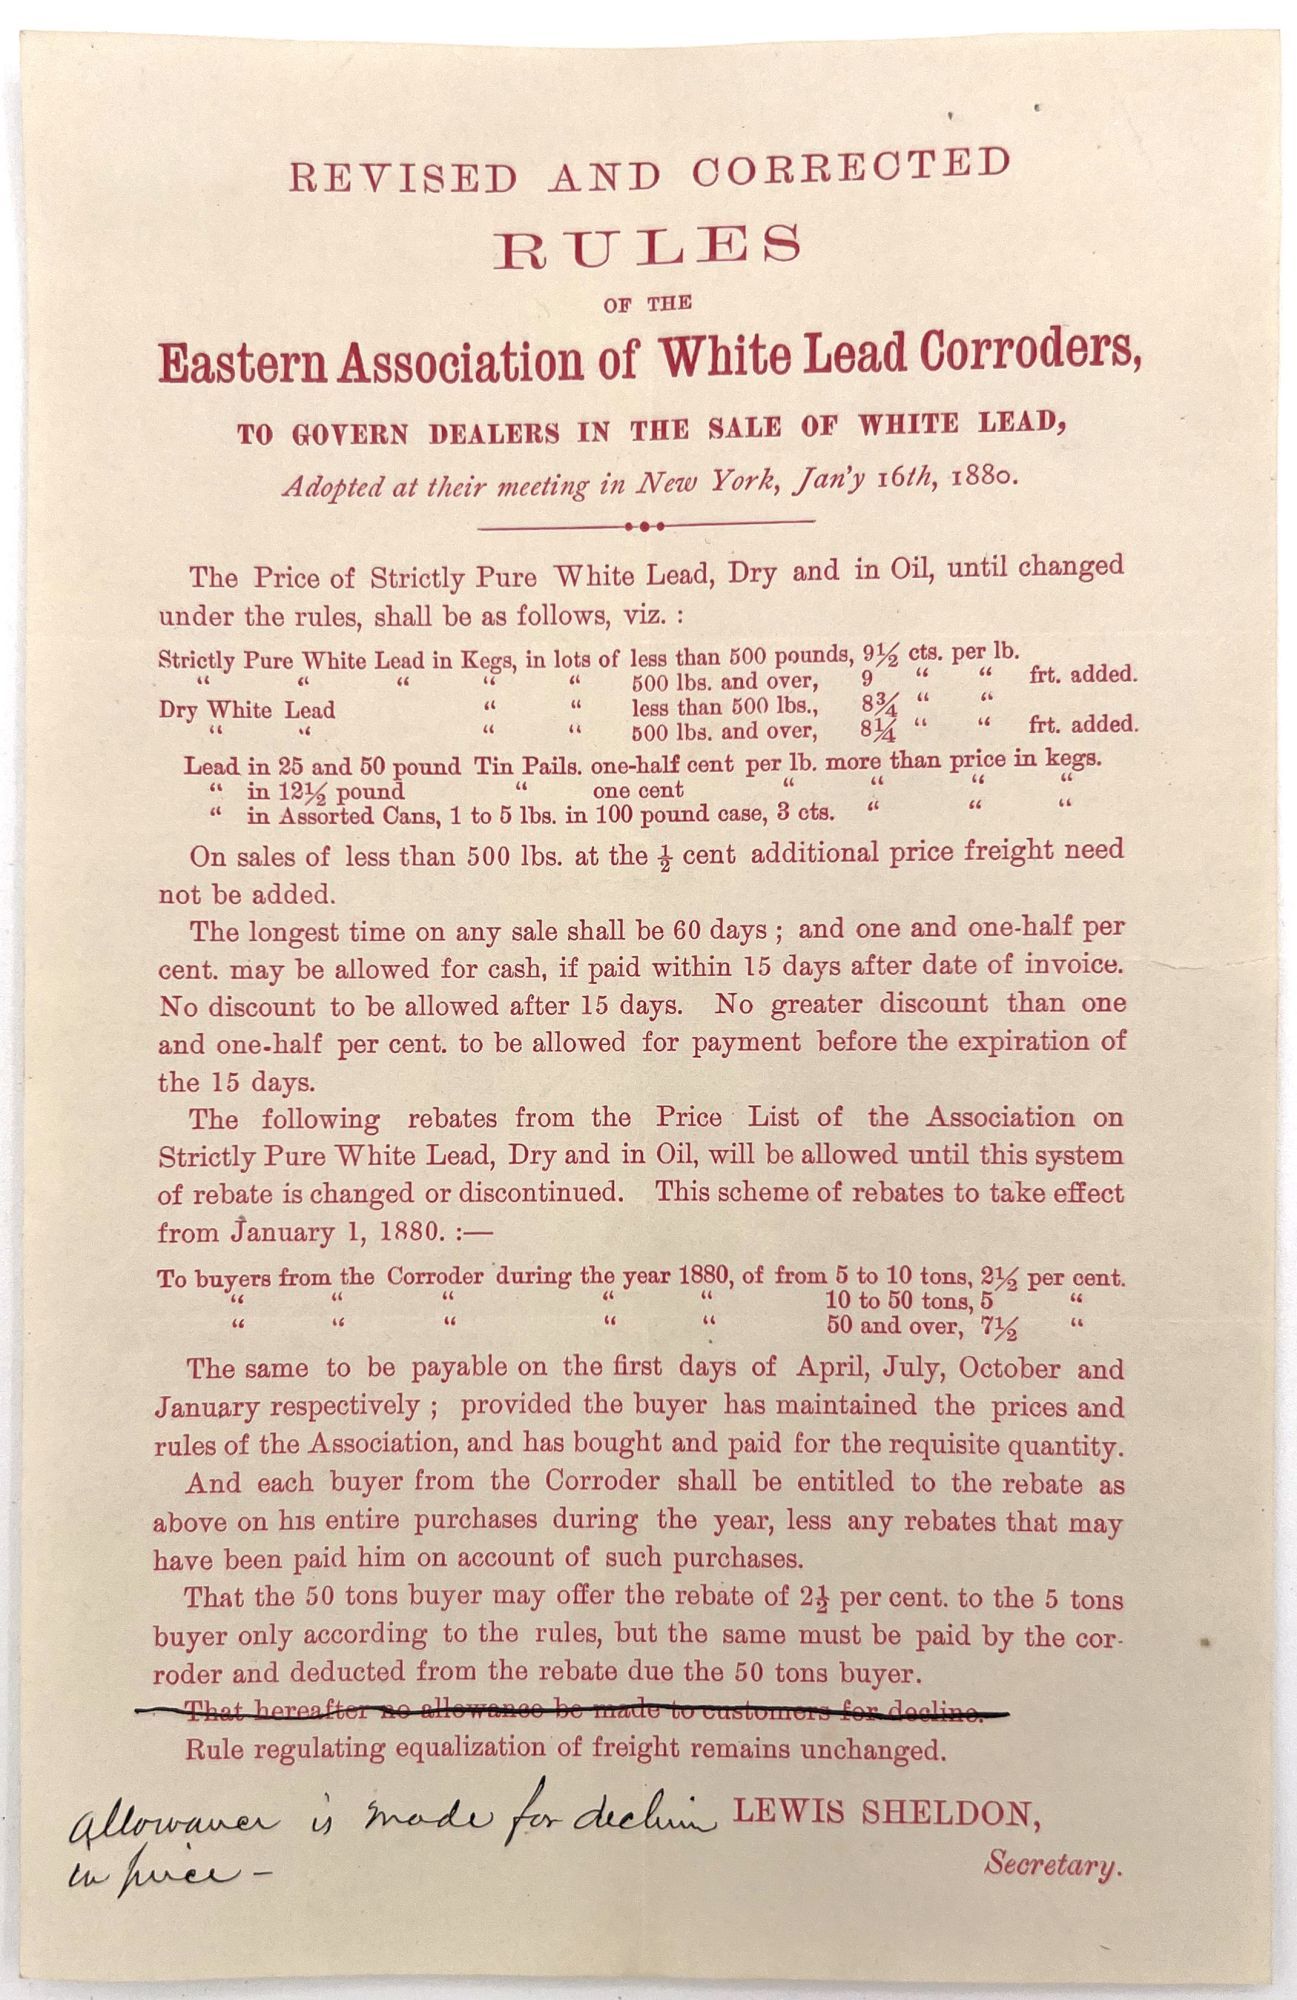 REVISED AND CORRECTED
RULES
OF THE
Eastern Association of White Lead Corroders,
TO GOVERN DEALERS IN THE SALE OF WHITE LEAD,
Adopted at their meeting in New York, Jan'y 16th, 1880.
The Price of Strictly Pure White Lead, Dry and in Oil, until changed
under the rules, shall be as follows, viz. :
Strictly Pure White Lead in Kegs, in lots of less than 500 pounds, 9½ cts. per lb.
" " " " " 500 lbs. and over, 9 " " frt. added.
Dry White Lead " " less than 500 lbs., 8¾ " "
" " " " 500 lbs. and over, 8¼ " " frt. added.
Lead in 25 and 50 pound Tin Pails. one-half cent per lb. more than price in kegs.
" in 12½ pound " one cent " " " "
" in Assorted Cans, 1 to 5 lbs. in 100 pound case, 3 cts. " " "
On sales of less than 500 lbs. at the ½ cent additional price freight need
not be added.
The longest time on any sale shall be 60 days ; and one and one-half per
cent. may be allowed for cash, if paid within 15 days after date of invoice.
No discount to be allowed after 15 days. No greater discount than one
and one-half per cent. to be allowed for payment before the expiration of
the 15 days.
The following rebates from the Price List of the Association on
Strictly Pure White Lead, Dry and in Oil, will be allowed until this system
of rebate is changed or discontinued. This scheme of rebates to take effect
from January 1, 1880. :—
To buyers from the Corroder during the year 1880, of from 5 to 10 tons, 2½ per cent.
" " " " " 10 to 50 tons, 5 "
" " " " " 50 and over, 7½ "
The same to be payable on the first days of April, July, October and
January respectively ; provided the buyer has maintained the prices and
rules of the Association, and has bought and paid for the requisite quantity.
And each buyer from the Corroder shall be entitled to the rebate as
above on his entire purchases during the year, less any rebates that may
have been paid him on account of such purchases.
That the 50 tons buyer may offer the rebate of 2½ per cent. to the 5 tons
buyer only according to the rules, but the same must be paid by the cor-
roder and deducted from the rebate due the 50 tons buyer.
That hereafter no allowance be made to customers for decline.
Rule regulating equalization of freight remains unchanged.
LEWIS SHELDON,
Secretary.
Allowance is made for decline
in price –